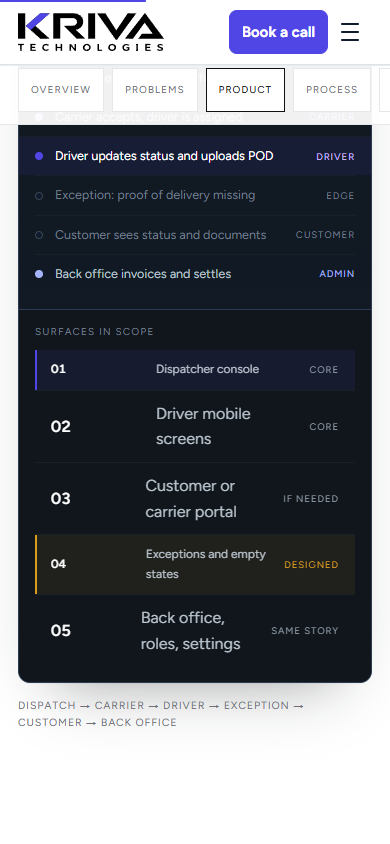 KRIVA
TECHNOLOGIES
Book a call
OVERVIEW
PROBLEMS
PRODUCT
PROCESS
Carrier accepts, driver is assigned
CARRIER
Driver updates status and uploads POD
DRIVER
Exception: proof of delivery missing
EDGE
Customer sees status and documents
CUSTOMER
Back office invoices and settles
ADMIN
SURFACES IN SCOPE
01 Dispatcher console CORE
02 Driver mobile
screens CORE
03 Customer or
carrier portal IF NEEDED
04 Exceptions and empty
states DESIGNED
05 Back office,
roles, settings SAME STORY
DISPATCH → CARRIER → DRIVER → EXCEPTION →
CUSTOMER → BACK OFFICE